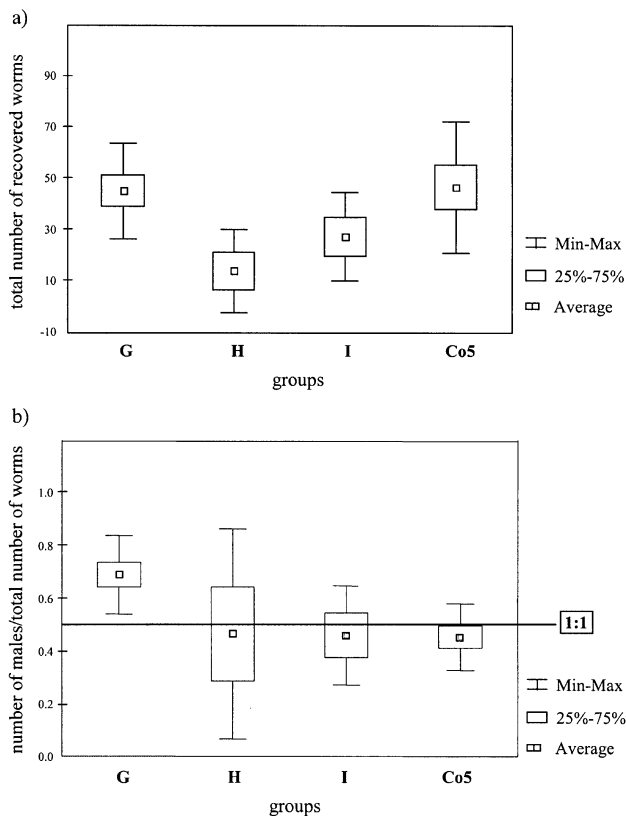 a)
total number of recovered worms
90
70
50
30
10
-10
G H I Co5
groups
Min-Max
25%-75%
Average
b)
number of males/total number of worms
1.0
0.8
0.6
0.4
0.2
0.0
1:1
G H I Co5
groups
Min-Max
25%-75%
Average